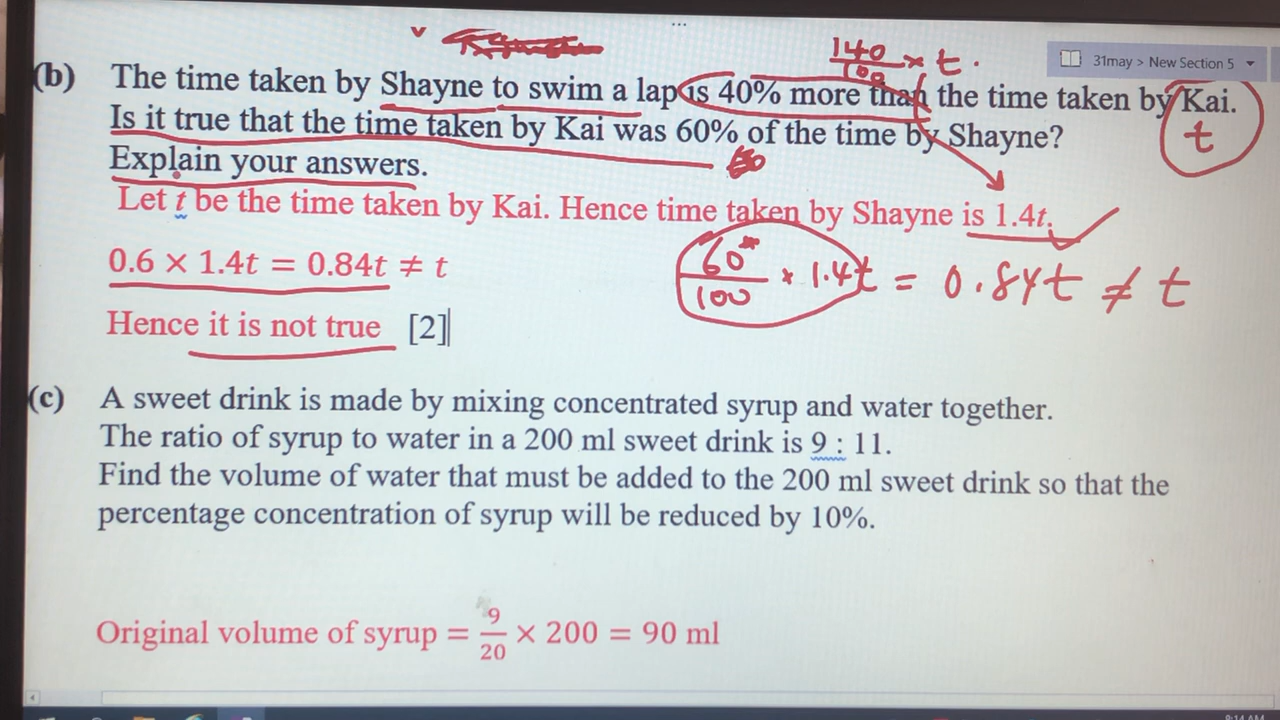 140/100 × t.
31may > New Section 5
(b) The time taken by Shayne to swim a lap is 40% more than the time taken by Kai.
t
Is it true that the time taken by Kai was 60% of the time by Shayne?
Explain your answers.
Let t be the time taken by Kai. Hence time taken by Shayne is 1.4t.
0.6 × 1.4t = 0.84t ≠ t
60/100 × 1.4t = 0.84t ≠ t
Hence it is not true [2]
(c) A sweet drink is made by mixing concentrated syrup and water together.
The ratio of syrup to water in a 200 ml sweet drink is 9 : 11.
Find the volume of water that must be added to the 200 ml sweet drink so that the
percentage concentration of syrup will be reduced by 10%.
Original volume of syrup = 9/20 × 200 = 90 ml